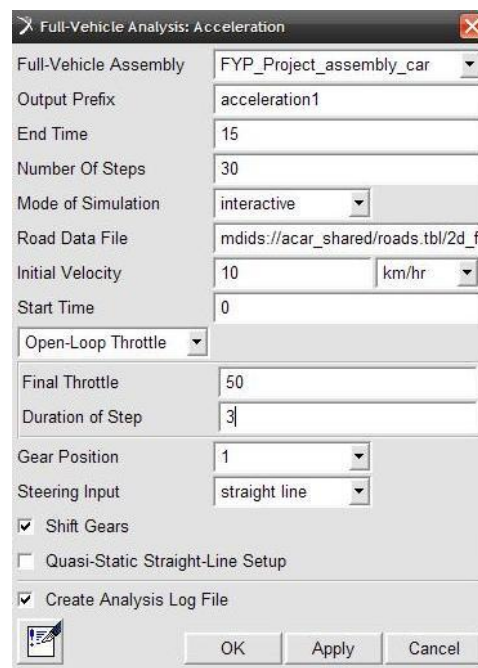 Full-Vehicle Analysis: Acceleration
Full-Vehicle Assembly FYP_Project_assembly_car
Output Prefix acceleration1
End Time 15
Number Of Steps 30
Mode of Simulation interactive
Road Data File mdids://acar_shared/roads.tbl/2d_f
Initial Velocity 10 km/hr
Start Time 0
Open-Loop Throttle
Final Throttle 50
Duration of Step 3
Gear Position 1
Steering Input straight line
Shift Gears
Quasi-Static Straight-Line Setup
Create Analysis Log File
OK Apply Cancel